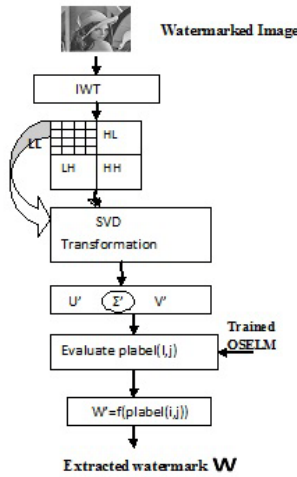 Watermarked Image
IWT
LL
HL
LH
HH
SVD
Transformation
U' Σ' V'
Trained
OSELM
Evaluate plabel(I,j)
W'=f(plabel(i,j))
Extracted watermark W